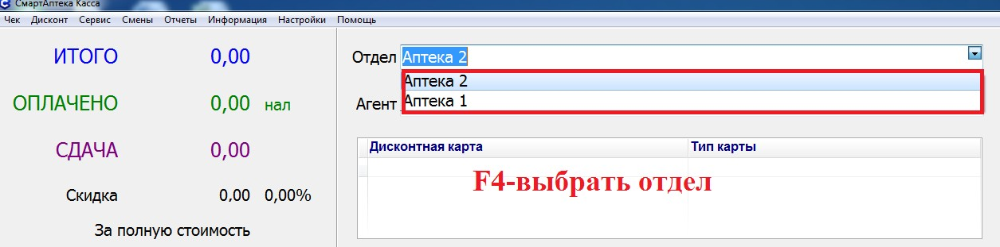 СмартАптека Касса
Чек Дисконт Сервис Смены Отчеты Информация Настройки Помощь
ИТОГО 0,00
ОПЛАЧЕНО 0,00 нал
СДАЧА 0,00
Скидка 0,00 0,00%
За полную стоимость
Отдел Аптека 2
Аптека 2
Аптека 1
Агент
Дисконтная карта Тип карты
F4-выбрать отдел